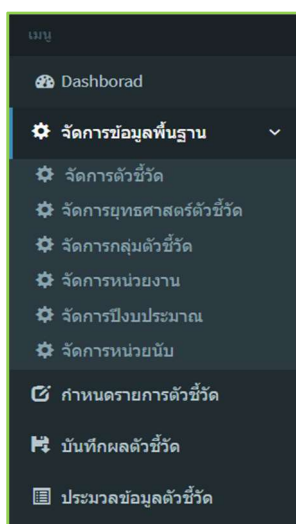 เมนู
Dashborad
จัดการข้อมูลพื้นฐาน
จัดการตัวชี้วัด
จัดการยุทธศาสตร์ตัวชี้วัด
จัดการกลุ่มตัวชี้วัด
จัดการหน่วยงาน
จัดการปีงบประมาณ
จัดการหน่วยนับ
กำหนดรายการตัวชี้วัด
บันทึกผลตัวชี้วัด
ประมวลข้อมูลตัวชี้วัด